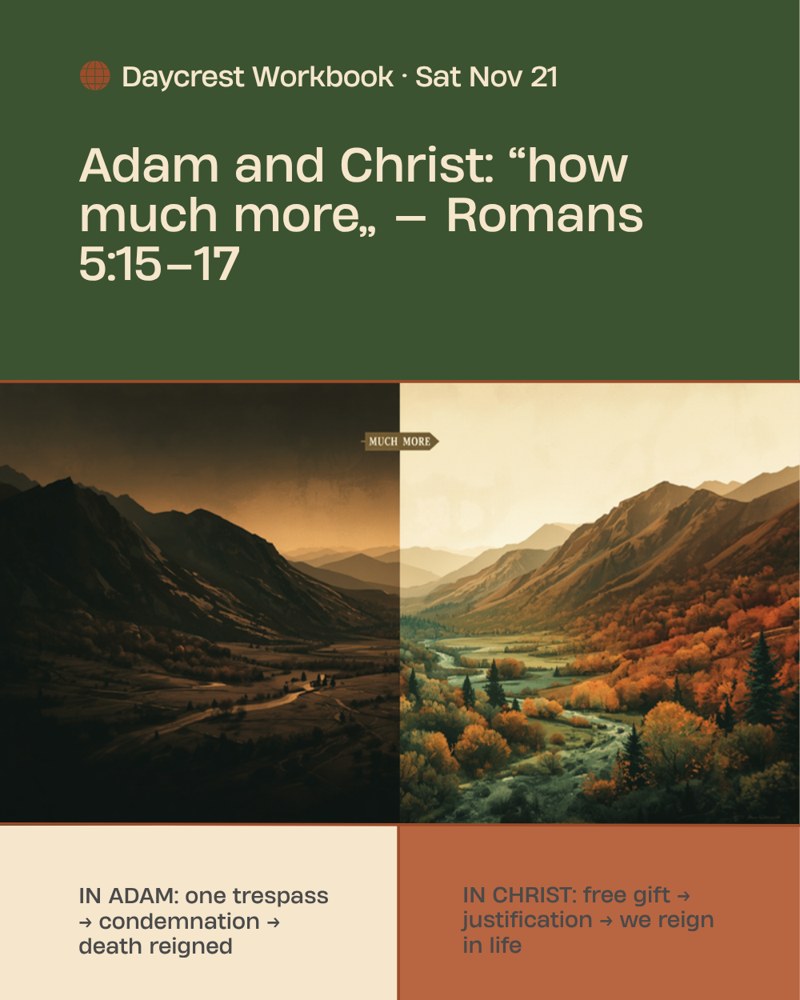 Daycrest Workbook · Sat Nov 21
Adam and Christ: “how
much more„ – Romans
5:15–17
MUCH MORE
IN ADAM: one trespass
→ condemnation →
death reigned
IN CHRIST: free gift →
justification → we reign
in life